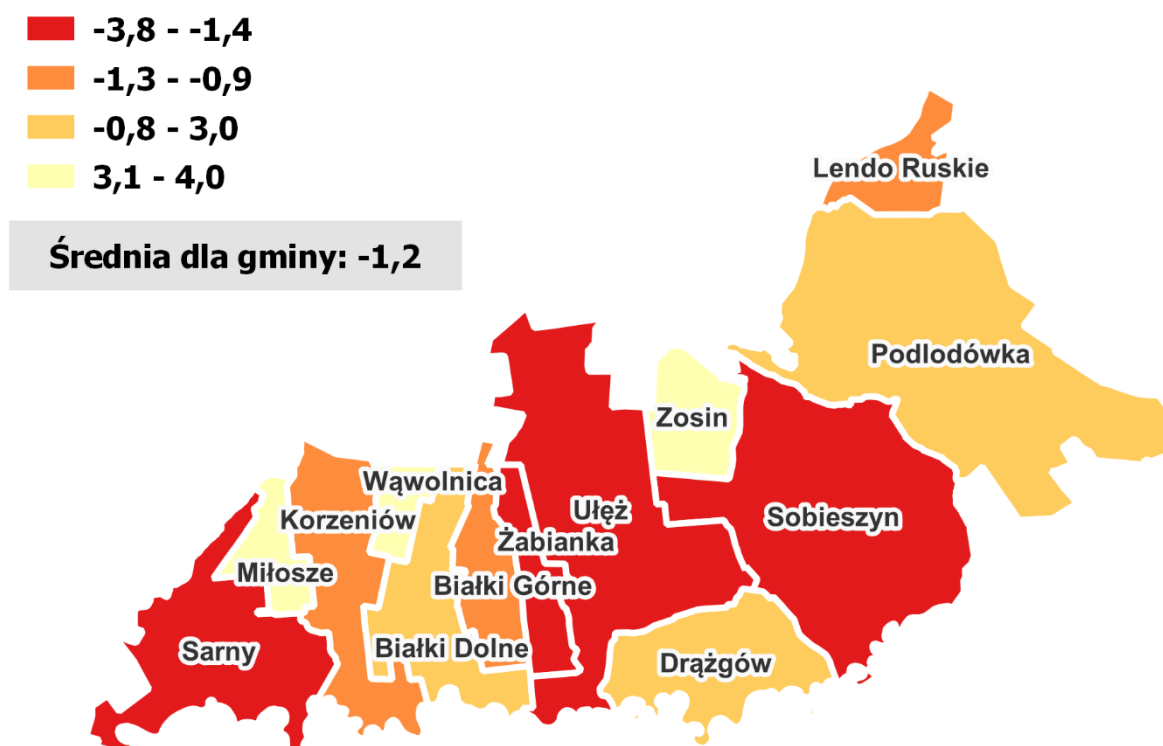 -3,8 - -1,4
-1,3 - -0,9
-0,8 - 3,0
3,1 - 4,0
Średnia dla gminy: -1,2
Lendo Ruskie
Podlodówka
Zosin
Wąwolnica
Korzeniów
Ułęż
Sobieszyn
Żabianka
Miłosze
Białki Górne
Sarny
Białki Dolne
Drążgów